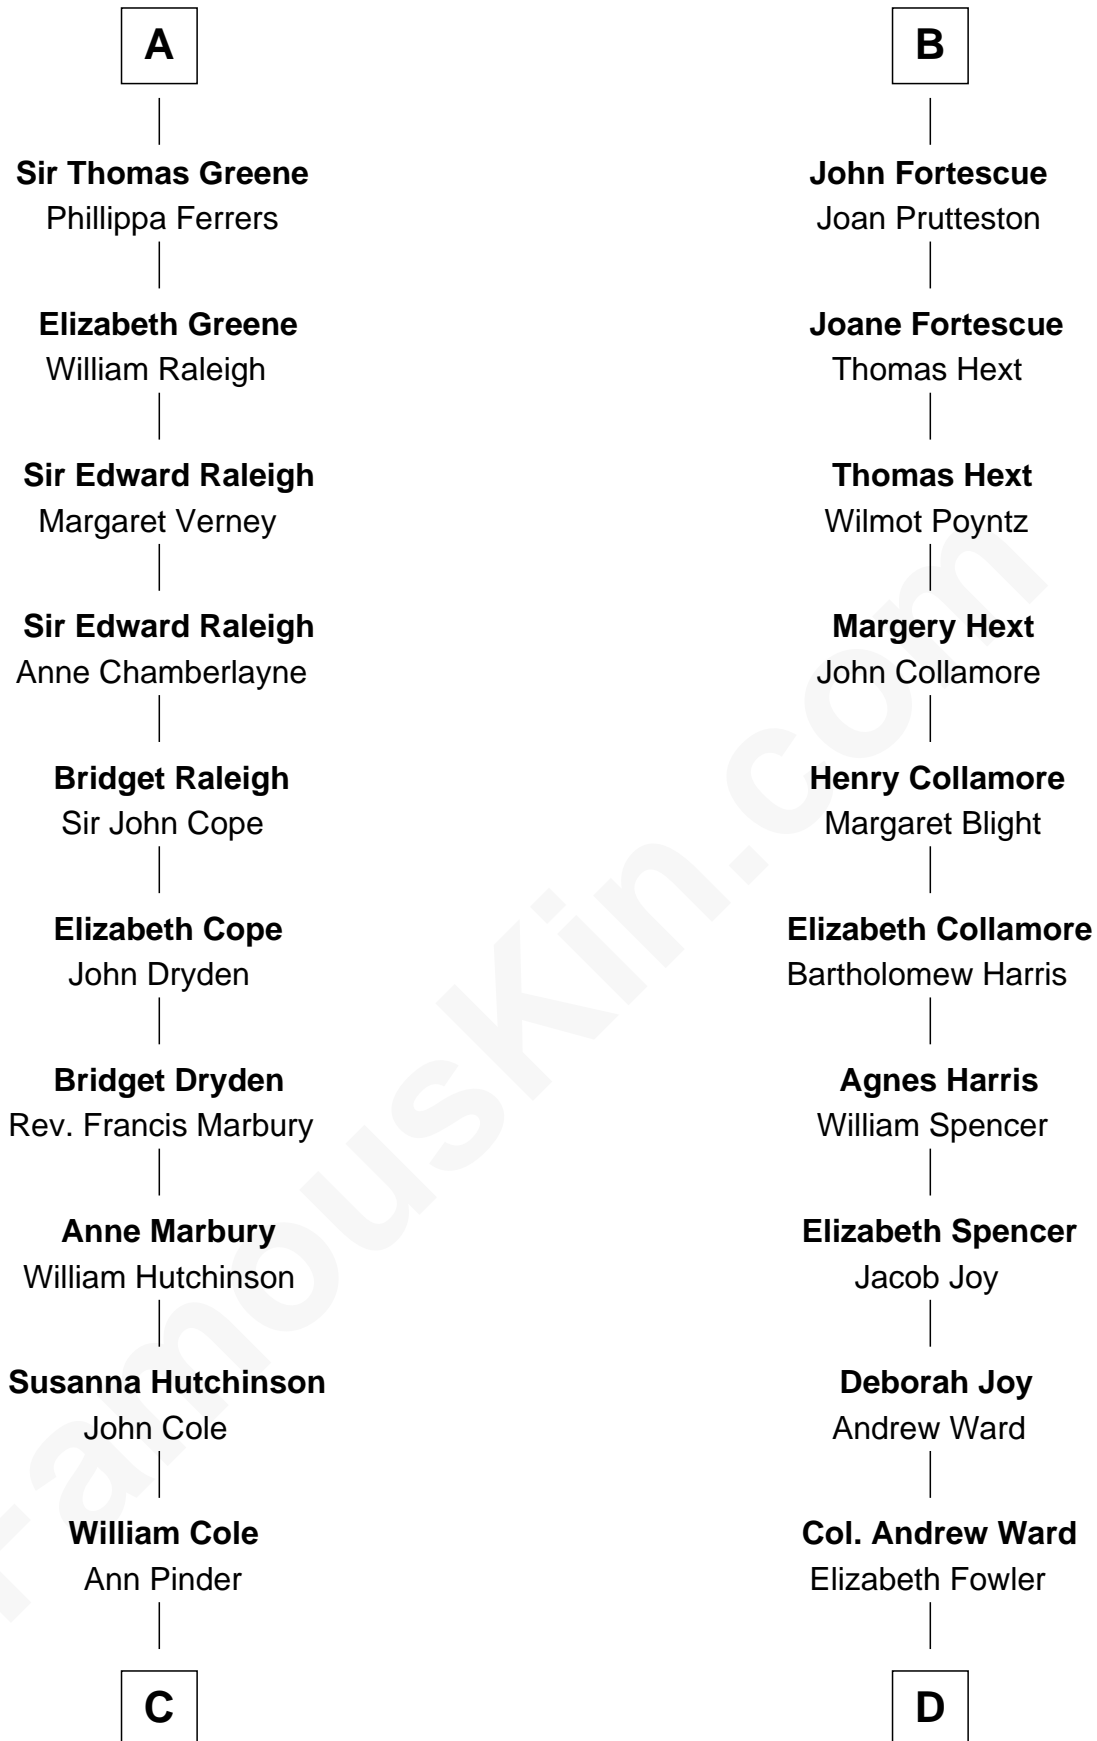 A
Sir Thomas Greene
Phillippa Ferrers
Elizabeth Greene
William Raleigh
Sir Edward Raleigh
Margaret Verney
Sir Edward Raleigh
Anne Chamberlayne
Bridget Raleigh
Sir John Cope
Elizabeth Cope
John Dryden
Bridget Dryden
Rev. Francis Marbury
Anne Marbury
William Hutchinson
Susanna Hutchinson
John Cole
William Cole
Ann Pinder
C
B
John Fortescue
Joan Prutteston
Joane Fortescue
Thomas Hext
Thomas Hext
Wilmot Poyntz
Margery Hext
John Collamore
Henry Collamore
Margaret Blight
Elizabeth Collamore
Bartholomew Harris
Agnes Harris
William Spencer
Elizabeth Spencer
Jacob Joy
Deborah Joy
Andrew Ward
Col. Andrew Ward
Elizabeth Fowler
D
FamousKin.com